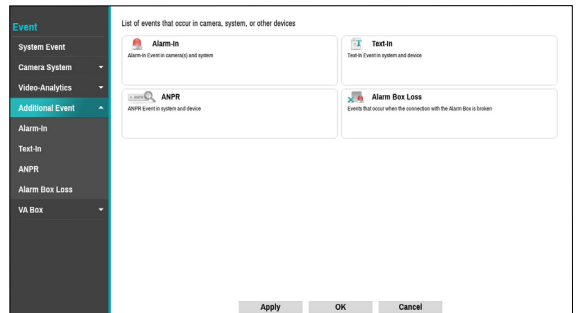 Event
System Event
Camera System
Video-Analytics
Additional Event
Alarm-In
Text-In
ANPR
Alarm Box Loss
VA Box
List of events that occur in camera, system, or other devices
Alarm-In
Alarm-In Event in camera(s) and system
Text-In
Text-In Event in system and device
ANPR
ANPR Event in system and device
Alarm Box Loss
Events that occur when the connection with the Alarm Box is broken
Apply OK Cancel